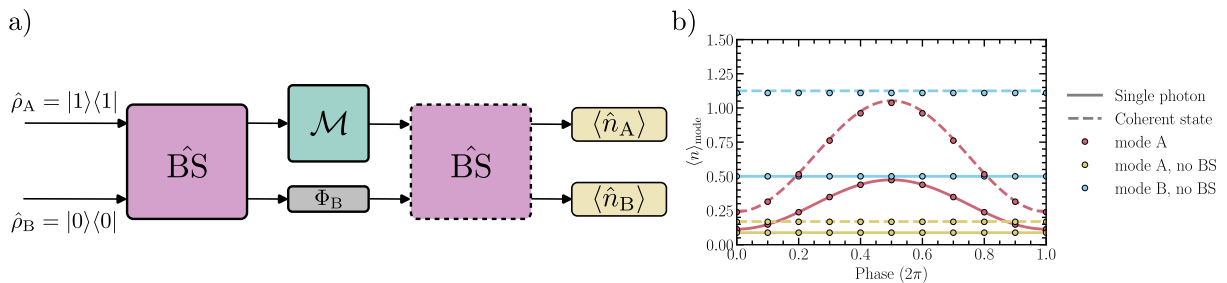 a)
ρ̂_A = |1⟩⟨1|
ρ̂_B = |0⟩⟨0|
B̂S
ℳ
Φ_B
B̂S
⟨n̂_A⟩
⟨n̂_B⟩
b)
⟨n⟩_mode
1.50
1.25
1.00
0.75
0.50
0.25
0.00
0.0 0.2 0.4 0.6 0.8 1.0
Phase (2π)
Single photon
Coherent state
mode A
mode A, no BS
mode B, no BS